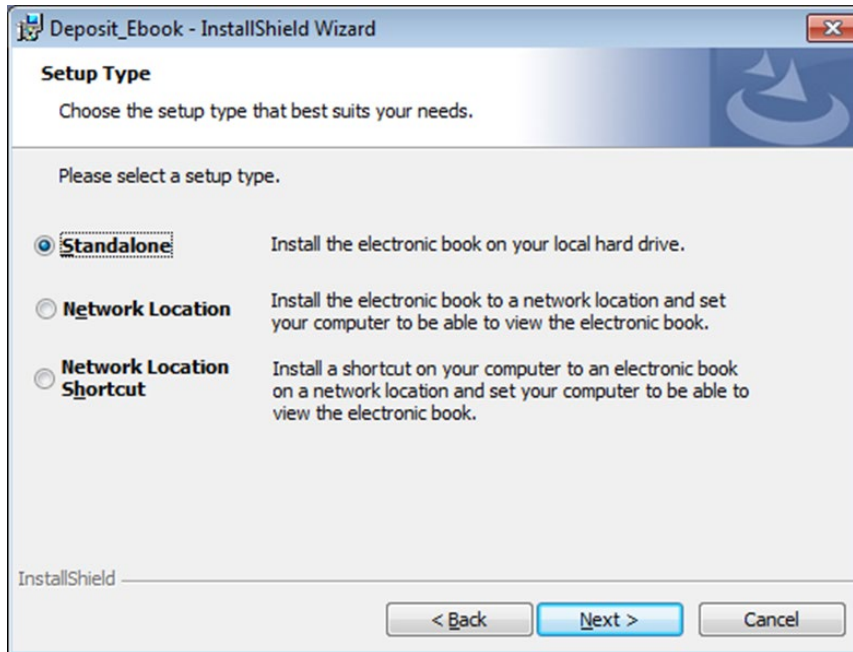 Deposit_Ebook - InstallShield Wizard
Setup Type
Choose the setup type that best suits your needs.
Please select a setup type.
Standalone
Install the electronic book on your local hard drive.
Network Location
Install the electronic book to a network location and set
your computer to be able to view the electronic book.
Network Location
Shortcut
Install a shortcut on your computer to an electronic book
on a network location and set your computer to be able to
view the electronic book.
InstallShield
< Back
Next >
Cancel